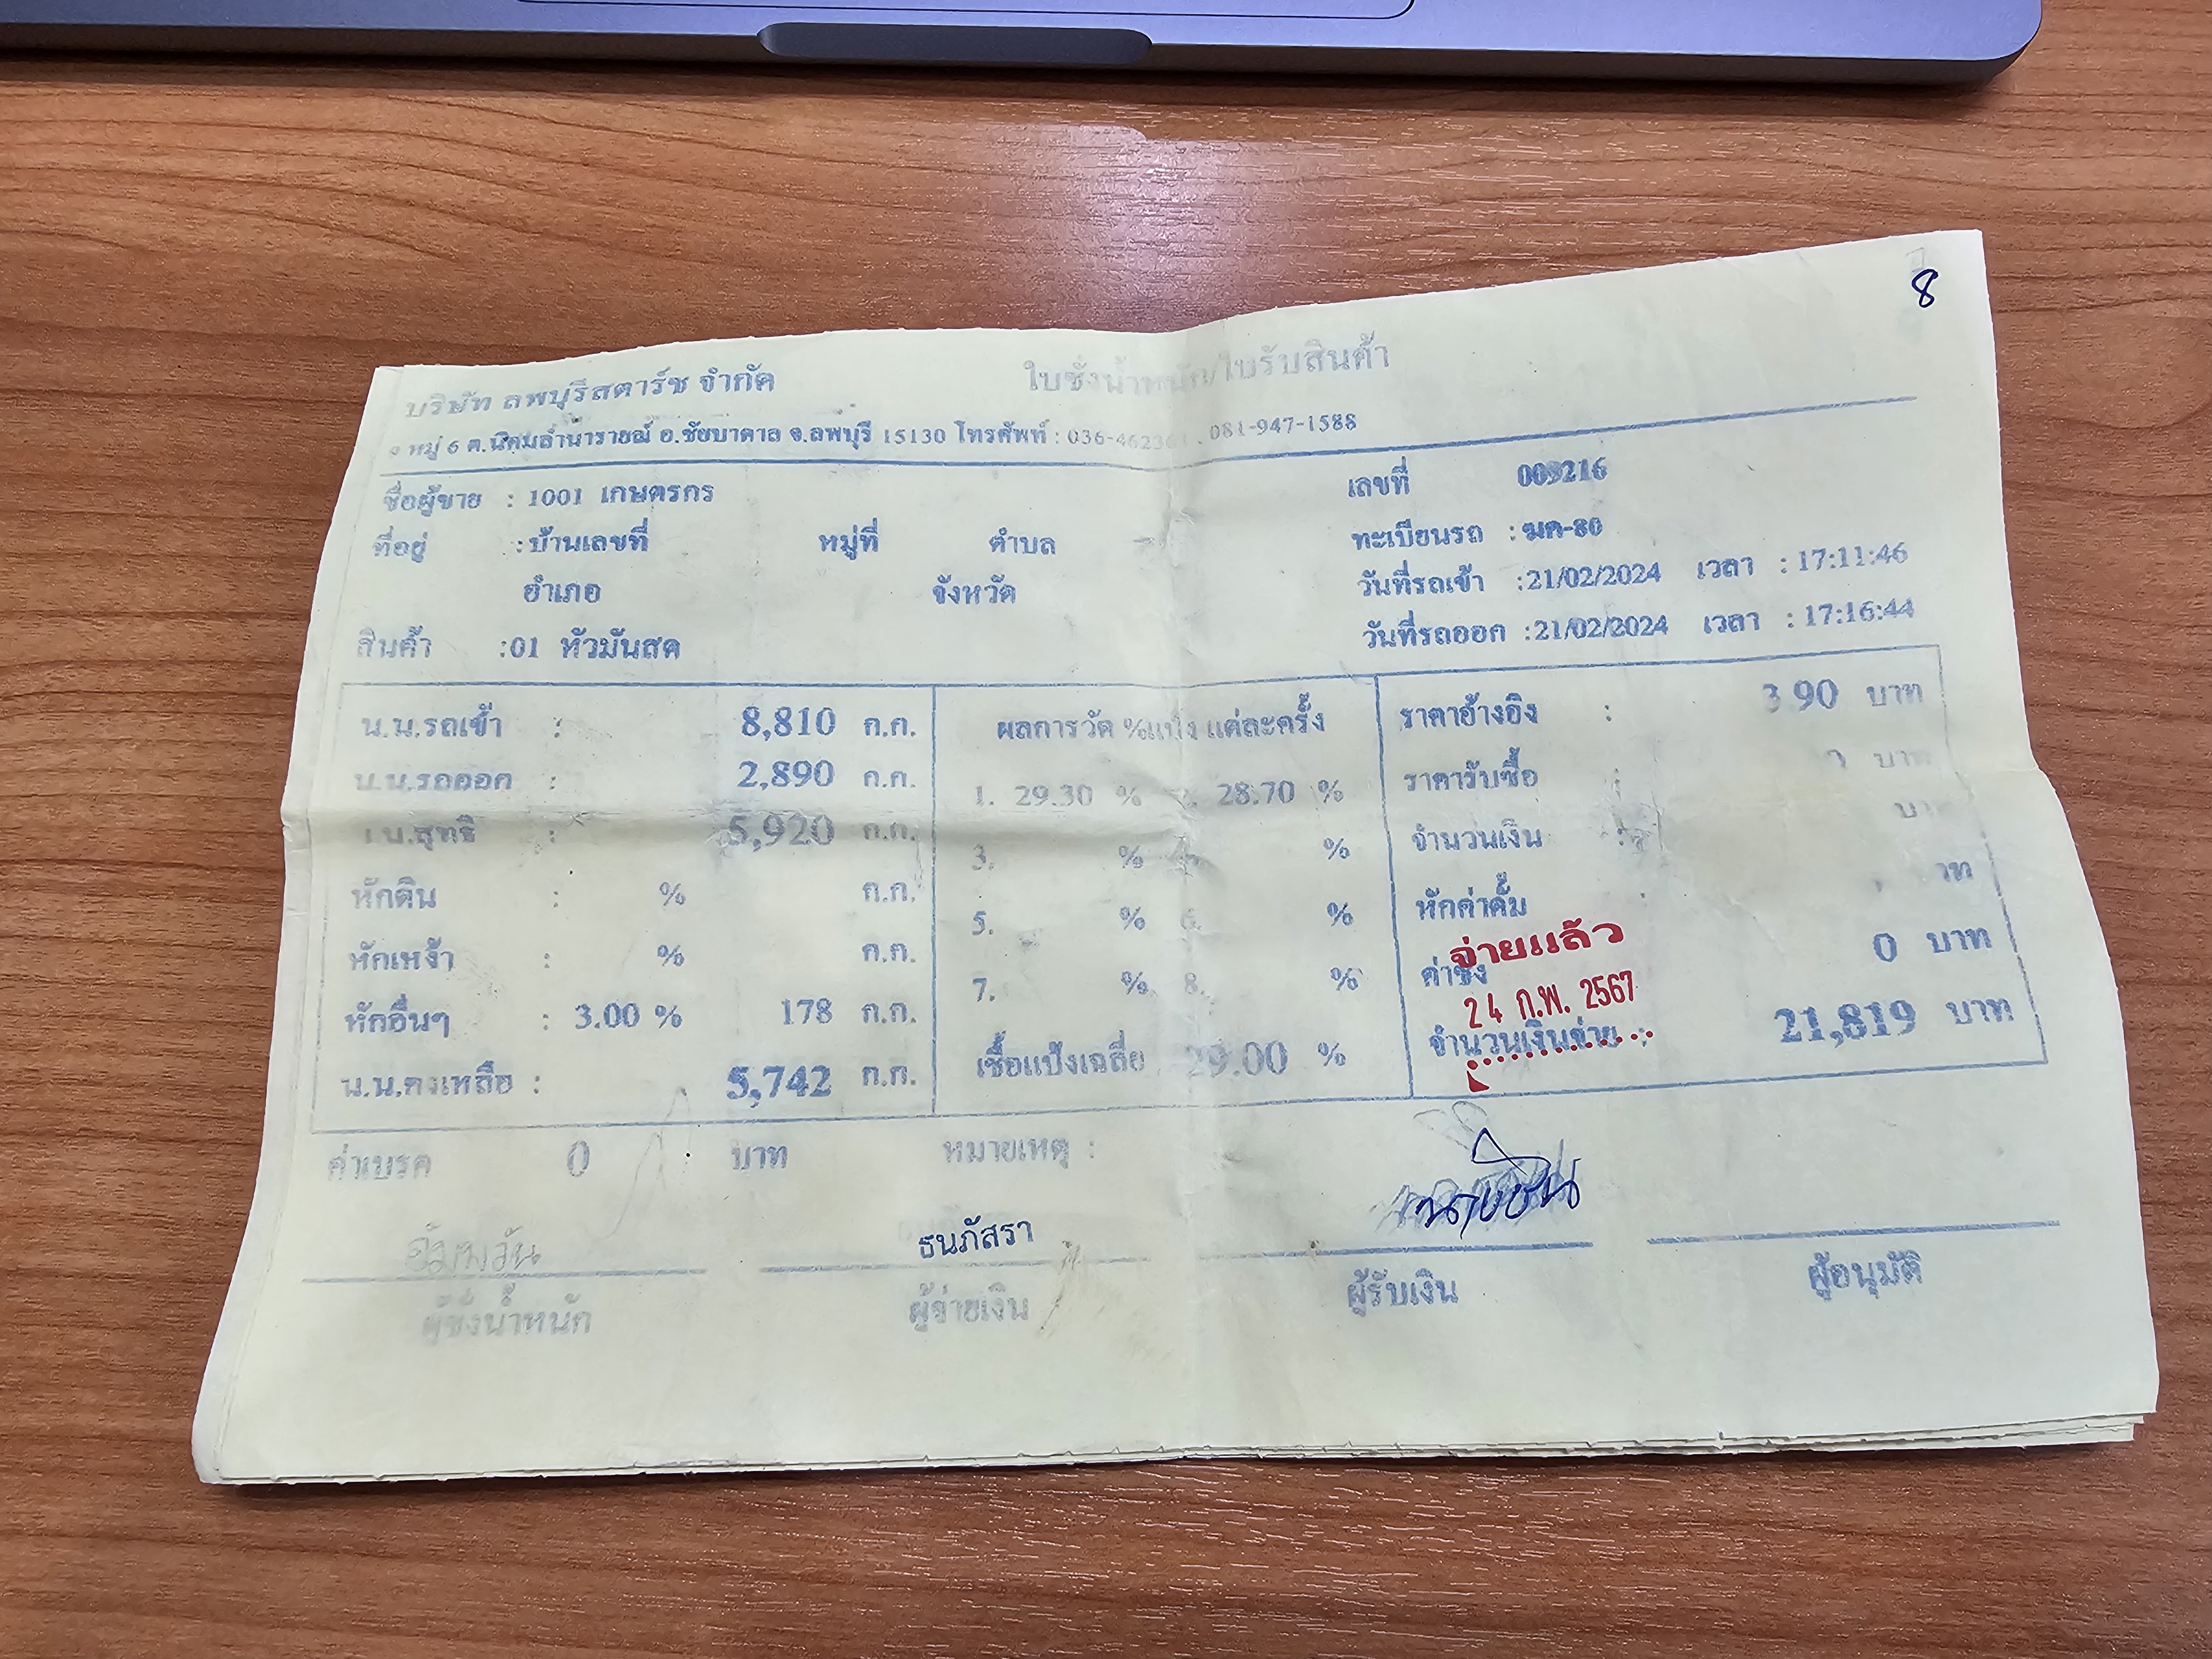 8
บริษัท ลพบุรีสตาร์ช จำกัด ใบชั่งน้ำหนัก/ใบรับสินค้า
หมู่ 6 ต.นิคมลำนารายณ์ อ.ชัยบาดาล จ.ลพบุรี 15130 โทรศัพท์ : 081-947-1588
ชื่อผู้ขาย : 1001 เกษตรกร เลขที่ 009216
ที่อยู่ : บ้านเลขที่ หมู่ที่ ตำบล ทะเบียนรถ : ฆค-80
อำเภอ จังหวัด วันที่รถเข้า :21/02/2024 เวลา : 17:11:46
สินค้า :01 หัวมันสด วันที่รถออก :21/02/2024 เวลา : 17:16:44
น.น.รถเข้า : 8,810 ก.ก. ผลการวัด %แป้ง แต่ละครั้ง ราคาอ้างอิง : 3.90 บาท
น.น.รถออก : 2,890 ก.ก. 1. 29.30 % 2. 28.70 % ราคารับซื้อ : บาท
น.น.สุทธิ : 5,920 ก.ก. 3. % 4. % จำนวนเงิน : บาท
หักดิน : % ก.ก. 5. % 6. % หักค่าดั้ม : บาท
หักเหง้า : % ก.ก. 7. % 8. % ค่าชั่ง 0 บาท
จ่ายแล้ว
24 ก.พ. 2567
หักอื่นๆ : 3.00 % 178 ก.ก. เชื้อแป้งเฉลี่ย 29.00 % จำนวนเงินจ่าย : 21,819 บาท
น.น.คงเหลือ : 5,742 ก.ก.
ค่าเบรค 0 บาท หมายเหตุ :
ธนภัสรา
ผู้ชั่งน้ำหนัก ผู้จ่ายเงิน ผู้รับเงิน ผู้อนุมัติ